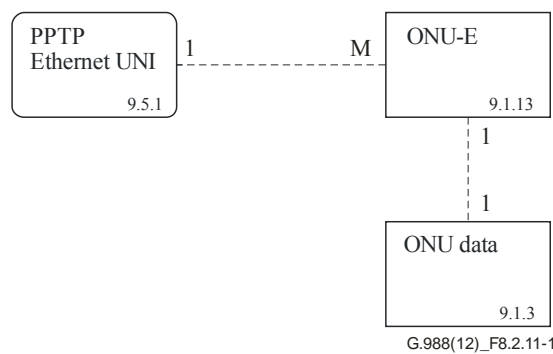 PPTP
Ethernet UNI
9.5.1
1
M
ONU-E
9.1.13
1
1
ONU data
9.1.3
G.988(12)_F8.2.11-1